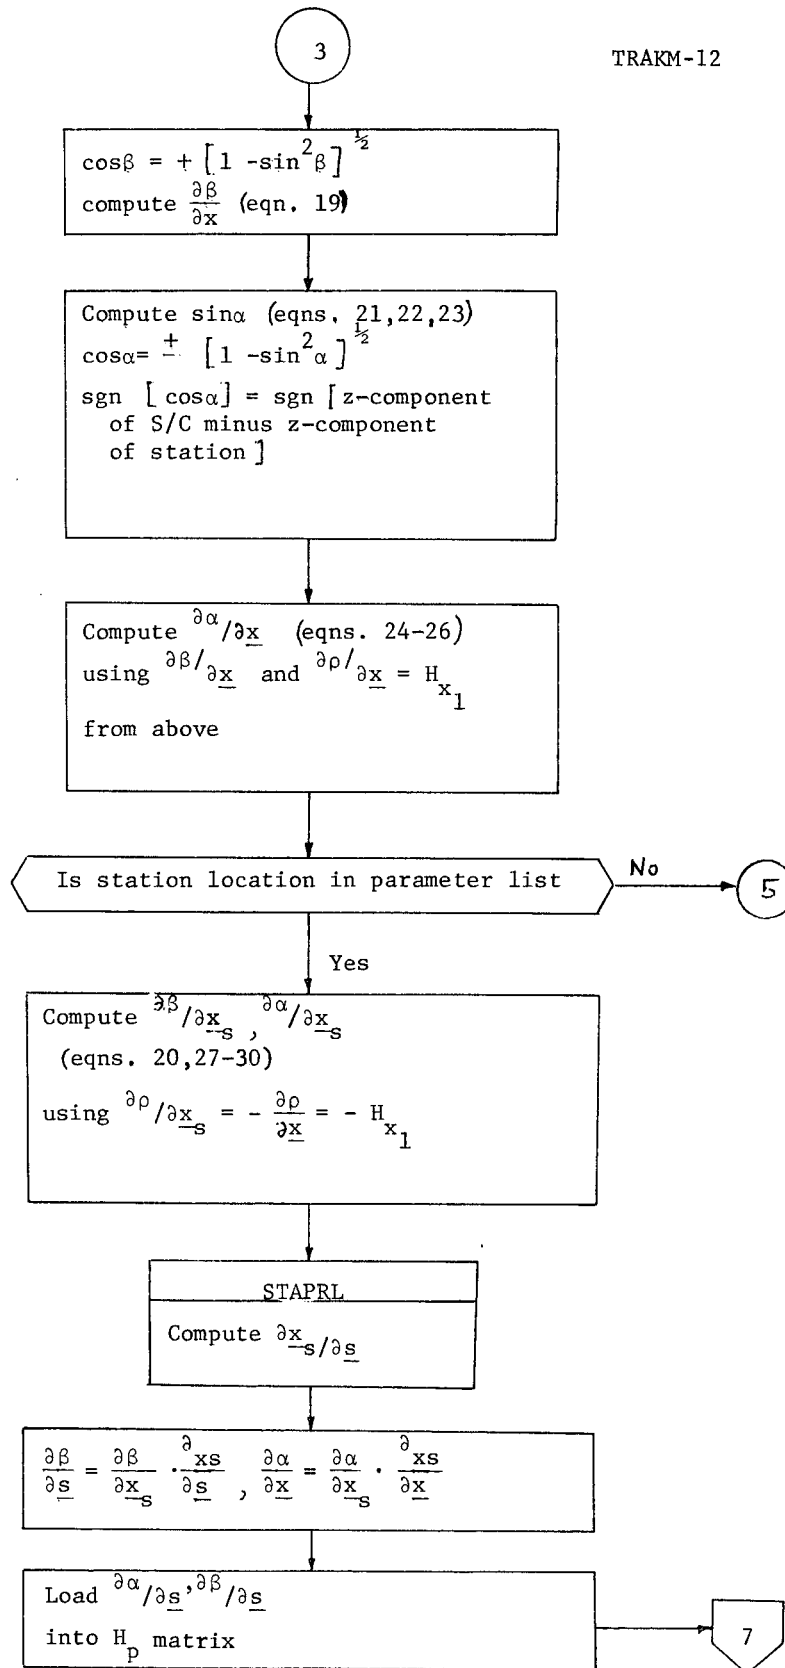 3
TRAKM-12
cosβ = + [1 -sin²β]^½
compute ∂β/∂x (eqn. 19)
Compute sinα (eqns. 21,22,23)
cosα= ± [1 -sin²α]^½
sgn [cosα] = sgn [z-component
of S/C minus z-component
of station]
Compute ∂α/∂x (eqns. 24-26)
using ∂β/∂x and ∂ρ/∂x = H_x_1
from above
Is station location in parameter list
No
5
Yes
Compute ∂β/∂x_s, ∂α/∂x_s
(eqns. 20,27-30)
using ∂ρ/∂x_s = - ∂ρ/∂x = - H_x_1
STAPRL
Compute ∂x_s/∂s
∂β/∂s = ∂β/∂x_s · ∂xs/∂s , ∂α/∂x = ∂α/∂x_s · ∂xs/∂x
Load ∂α/∂s,∂β/∂s
into H_p matrix
7